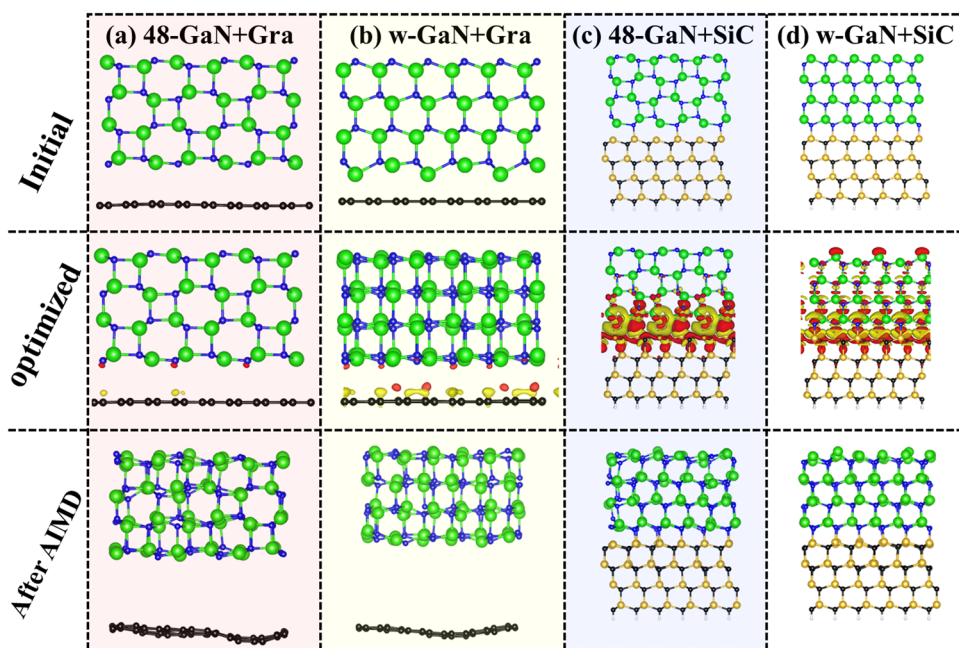 (a) 48-GaN+Gra
(b) w-GaN+Gra
(c) 48-GaN+SiC
(d) w-GaN+SiC
Initial
optimized
After AIMD